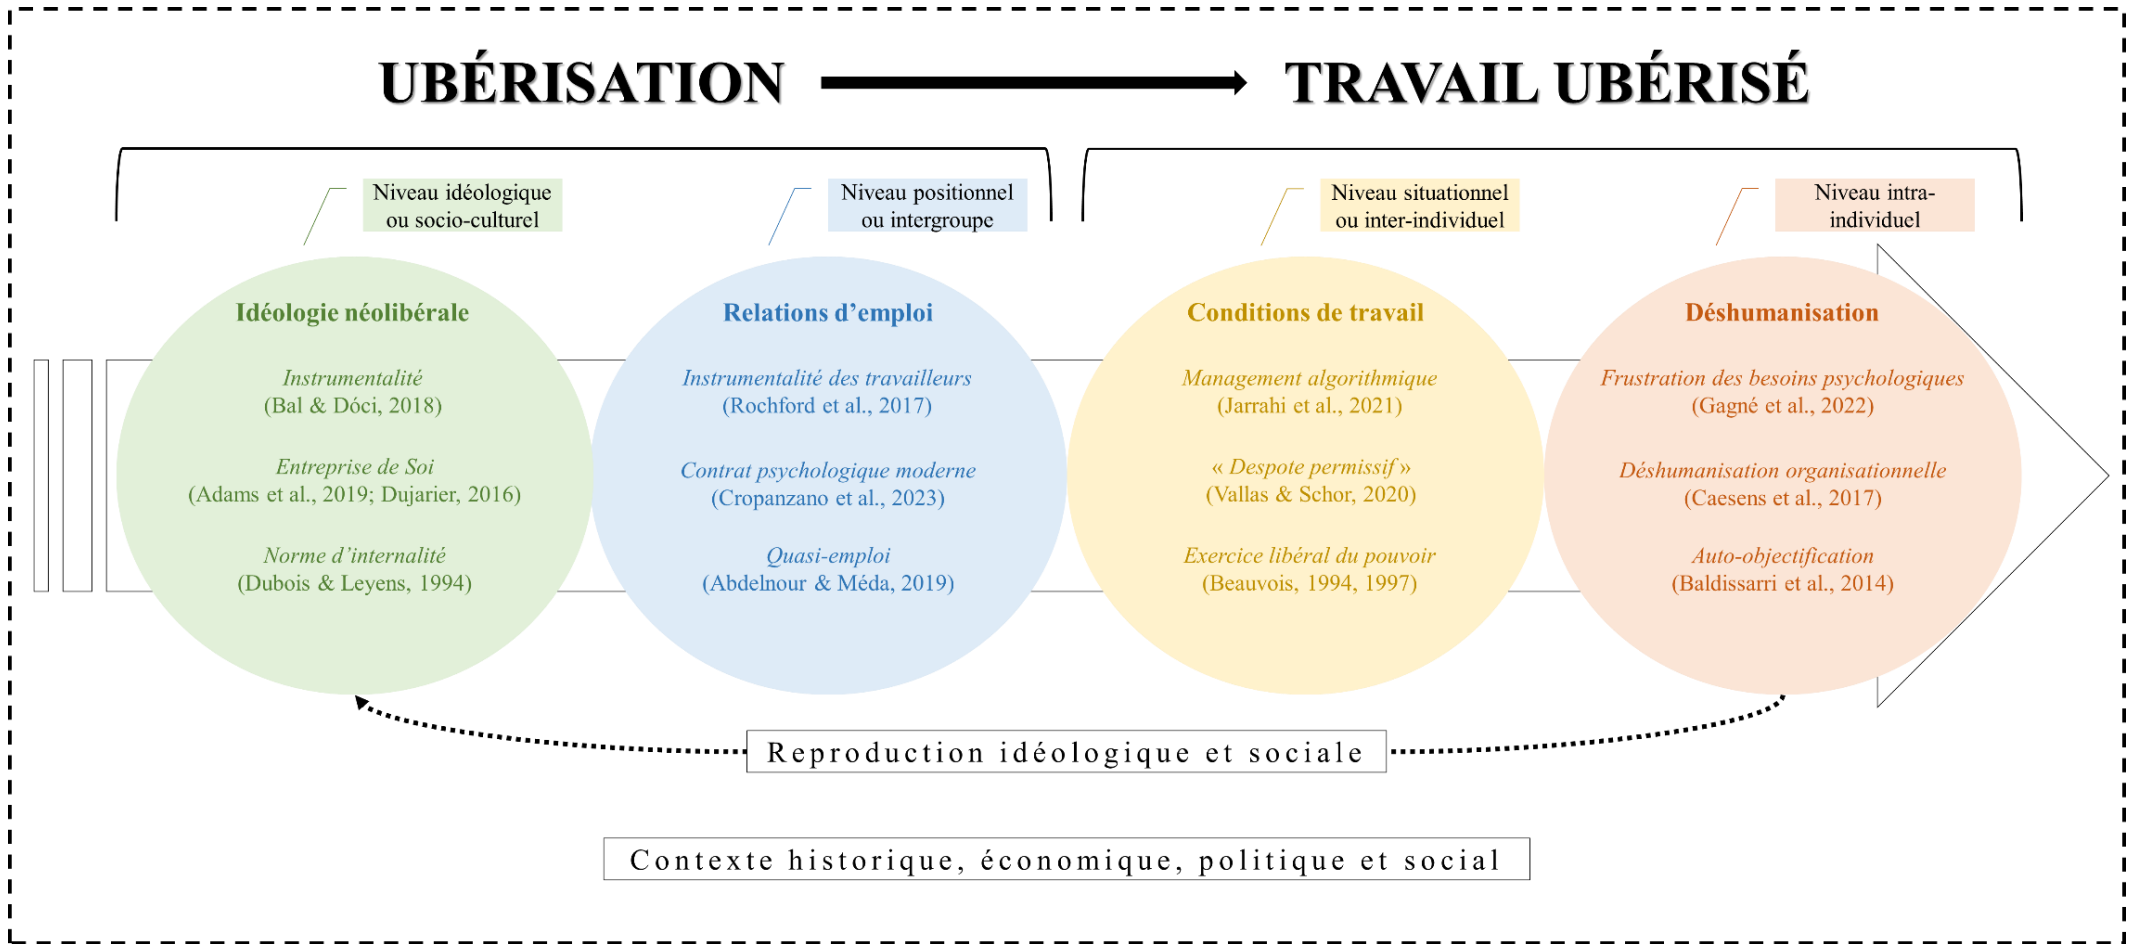 UBÉRISATION
TRAVAIL UBÉRISÉ
Niveau idéologique
ou socio-culturel
Niveau positionnel
ou intergroupe
Niveau situationnel
ou inter-individuel
Niveau intra-
individuel
Idéologie néolibérale
Instrumentalité
(Bal & Dóci, 2018)
Entreprise de Soi
(Adams et al., 2019; Dujarier, 2016)
Norme d’internalité
(Dubois & Leyens, 1994)
Relations d’emploi
Instrumentalité des travailleurs
(Rochford et al., 2017)
Contrat psychologique moderne
(Cropanzano et al., 2023)
Quasi-emploi
(Abdelnour & Méda, 2019)
Conditions de travail
Management algorithmique
(Jarrahi et al., 2021)
« Despote permissif »
(Vallas & Schor, 2020)
Exercice libéral du pouvoir
(Beauvois, 1994, 1997)
Déshumanisation
Frustration des besoins psychologiques
(Gagné et al., 2022)
Déshumanisation organisationnelle
(Caesens et al., 2017)
Auto-objectification
(Baldissarri et al., 2014)
Reproduction idéologique et sociale
Contexte historique, économique, politique et social